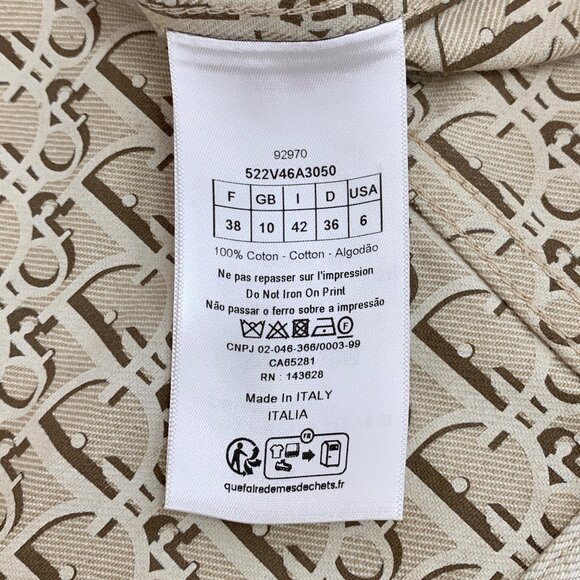 92970
522V46A3050
F GB I D USA
38 10 42 36 6
100% Coton - Cotton - Algodão
Ne pas repasser sur l'impression
Do Not Iron On Print
Não passar o ferro sobre a impressão
F
CNPJ 02-046-366/0003-99
CA65281
RN : 143628
Made In ITALY
ITALIA
FR
quefairedemesdechets.fr